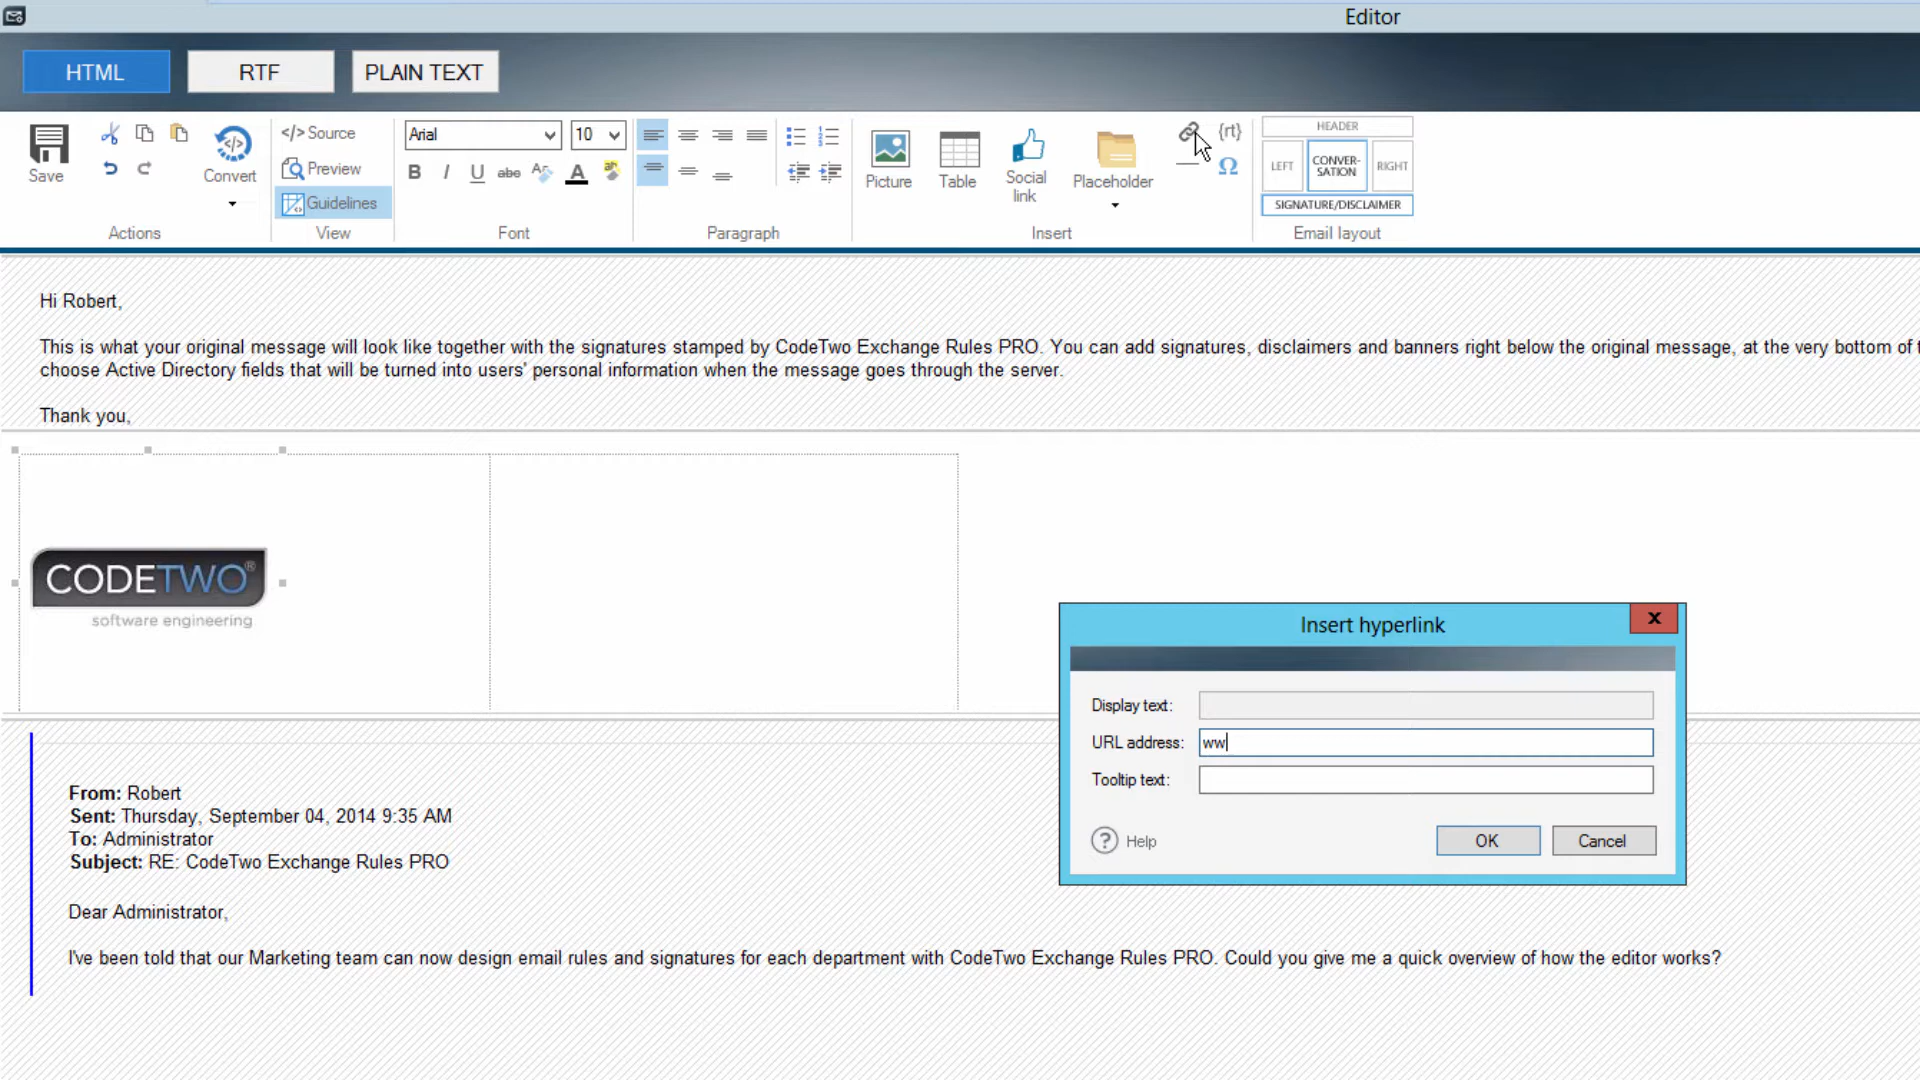 Editor
HTML
RTF
PLAIN TEXT
Save
Convert
Actions
</> Source
Preview
Guidelines
View
Arial
10
B I U abc A
Font
Paragraph
Picture
Table
Social
link
Placeholder
{rt}
Ω
Insert
HEADER
LEFT
CONVER-
SATION
RIGHT
SIGNATURE/DISCLAIMER
Email layout
Hi Robert,
This is what your original message will look like together with the signatures stamped by CodeTwo Exchange Rules PRO. You can add signatures, disclaimers and banners right below the original message, at the very bottom of
choose Active Directory fields that will be turned into users' personal information when the message goes through the server.
Thank you,
CODETWO®
software engineering
Insert hyperlink
x
Display text:
URL address: ww
Tooltip text:
? Help
OK
Cancel
From: Robert
Sent: Thursday, September 04, 2014 9:35 AM
To: Administrator
Subject: RE: CodeTwo Exchange Rules PRO
Dear Administrator,
I've been told that our Marketing team can now design email rules and signatures for each department with CodeTwo Exchange Rules PRO. Could you give me a quick overview of how the editor works?